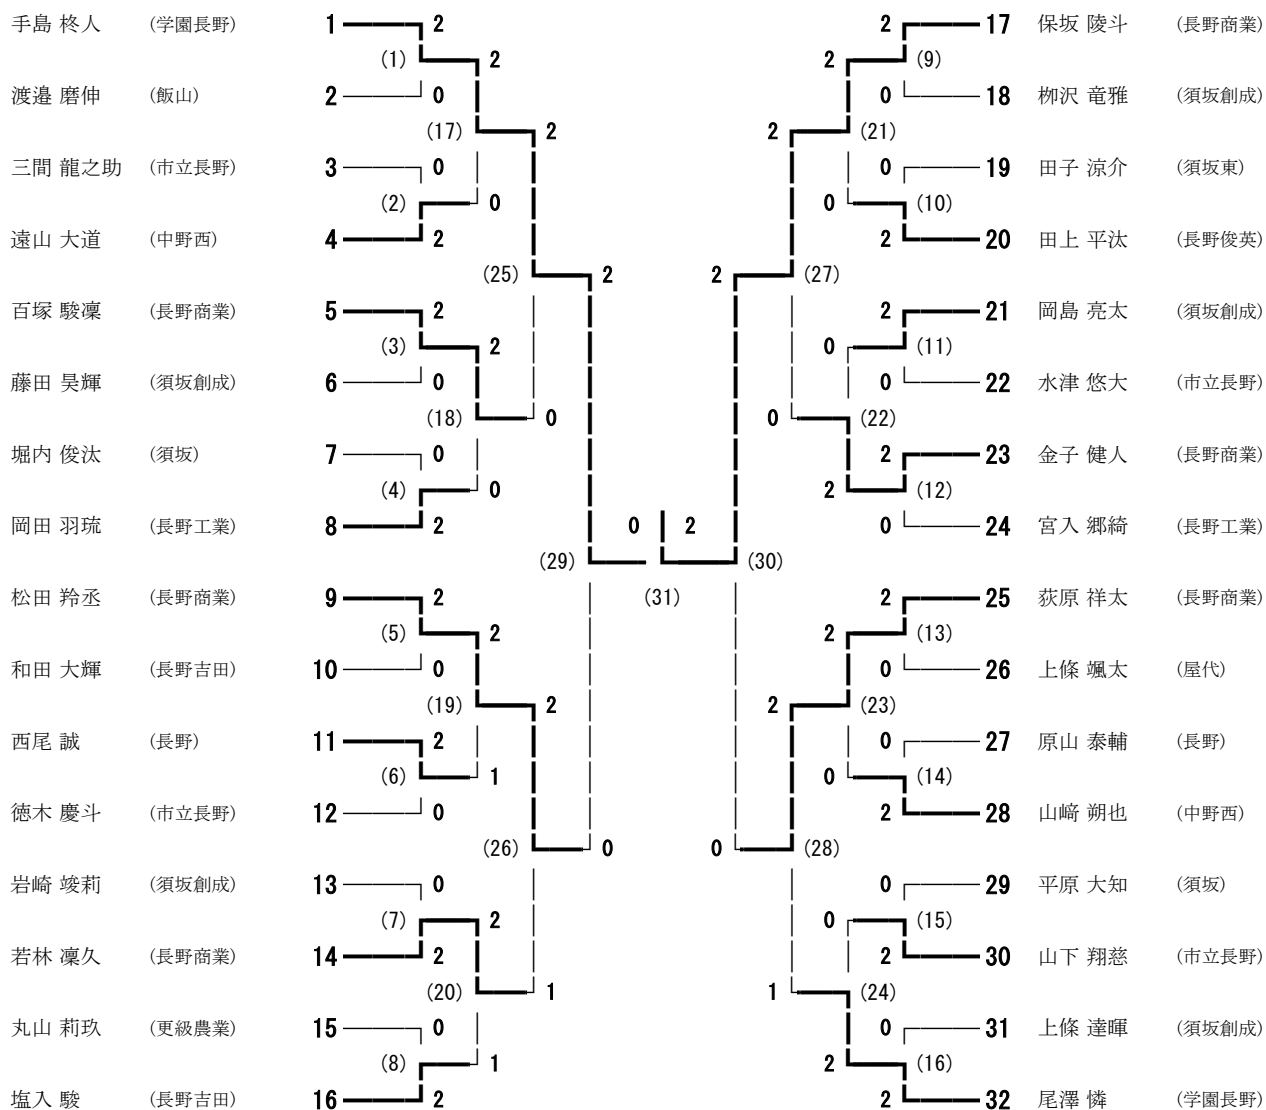 手島 柊人 (学園長野) 1 2 2 17 保坂 陵斗 (長野商業)
(1) 2 2 (9)
渡邉 磨伸 (飯山) 2 0 0 18 栁沢 竜雅 (須坂創成)
(17) 2 2 (21)
三間 龍之助 (市立長野) 3 0 0 19 田子 涼介 (須坂東)
(2) 0 0 (10)
遠山 大道 (中野西) 4 2 2 20 田上 平汰 (長野俊英)
(25) 2 2 (27)
百塚 駿凜 (長野商業) 5 2 2 21 岡島 亮太 (須坂創成)
(3) 2 0 (11)
藤田 昊輝 (須坂創成) 6 0 0 22 水津 悠大 (市立長野)
(18) 0 0 (22)
堀内 俊汰 (須坂) 7 0 2 23 金子 健人 (長野商業)
(4) 0 2 (12)
岡田 羽琉 (長野工業) 8 2 0 2 0 24 宮入 郷綺 (長野工業)
(29) (30)
松田 羚丞 (長野商業) 9 2 (31) 2 25 荻原 祥太 (長野商業)
(5) 2 2 (13)
和田 大輝 (長野吉田) 10 0 0 26 上條 颯太 (屋代)
(19) 2 2 (23)
西尾 誠 (長野) 11 2 0 27 原山 泰輔 (長野)
(6) 1 0 (14)
徳木 慶斗 (市立長野) 12 0 2 28 山﨑 朔也 (中野西)
(26) 0 0 (28)
岩崎 竣莉 (須坂創成) 13 0 0 29 平原 大知 (須坂)
(7) 2 0 (15)
若林 凜久 (長野商業) 14 2 2 30 山下 翔慈 (市立長野)
(20) 1 1 (24)
丸山 莉玖 (更級農業) 15 0 0 31 上條 達暉 (須坂創成)
(8) 1 2 (16)
塩入 駿 (長野吉田) 16 2 2 32 尾澤 憐 (学園長野)